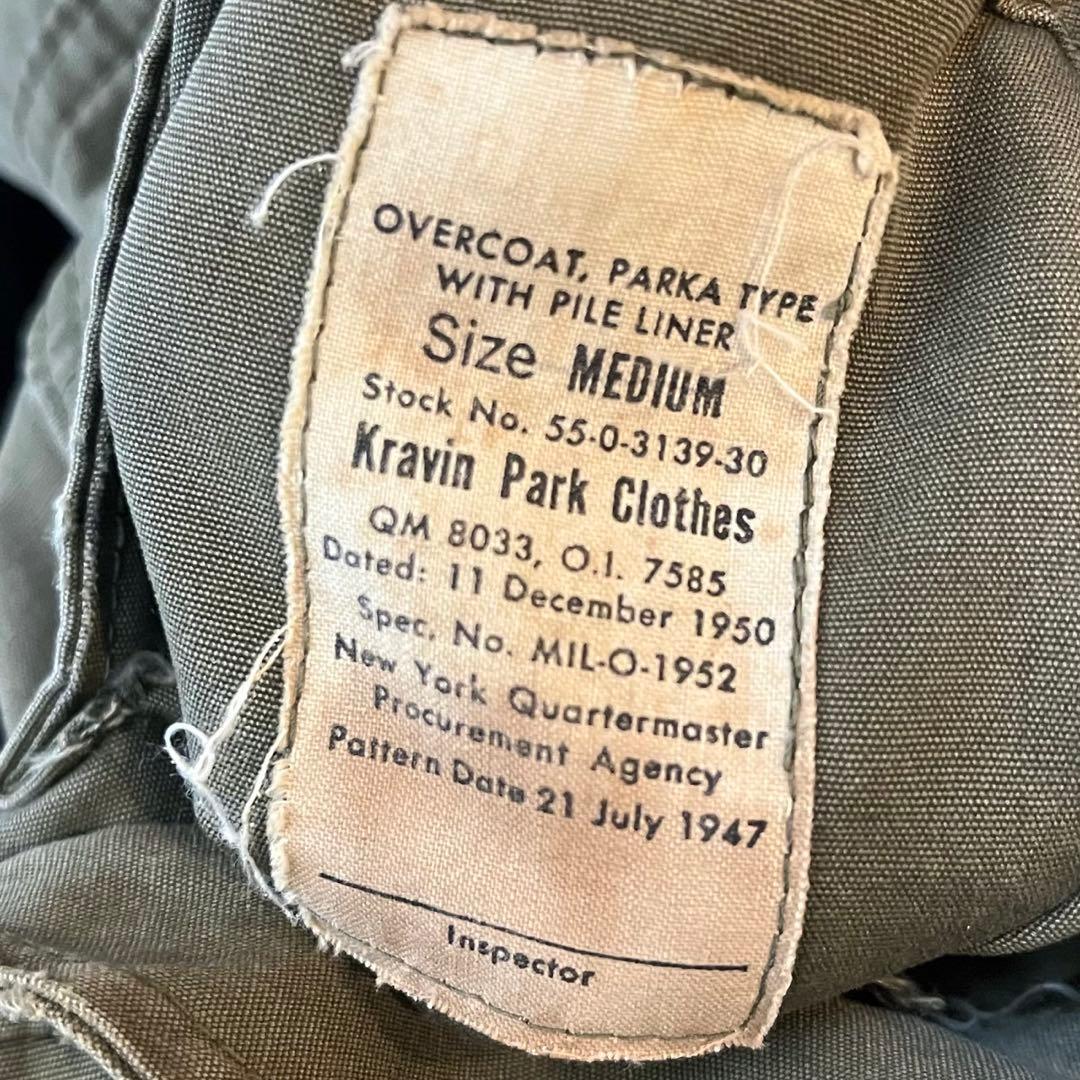 OVERCOAT, PARKA TYPE
WITH PILE LINER
Size MEDIUM
Stock No. 55-0-3139-30
Kravin Park Clothes
QM 8033, O.I. 7585
Dated: 11 December 1950
Spec. No. MIL-O-1952
New York Quartermaster
Procurement Agency
Pattern Date 21 July 1947
Inspector